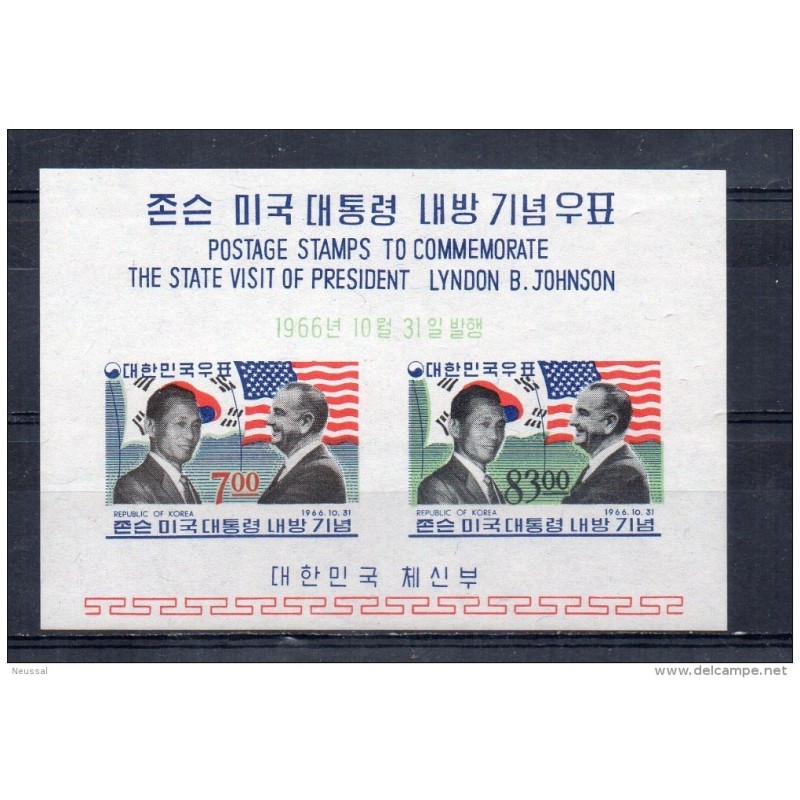 존슨 미국 대통령 내방 기념 우표
POSTAGE STAMPS TO COMMEMORATE
THE STATE VISIT OF PRESIDENT LYNDON B. JOHNSON
1966년 10월 31일 발행
대한민국우표
7.00
REPUBLIC OF KOREA 1966.10.31
존슨 미국 대통령 내방 기념
대한민국우표
83.00
REPUBLIC OF KOREA 1966.10.31
존슨 미국 대통령 내방 기념
대한민국 체신부
Neussal
www.delcampe.net